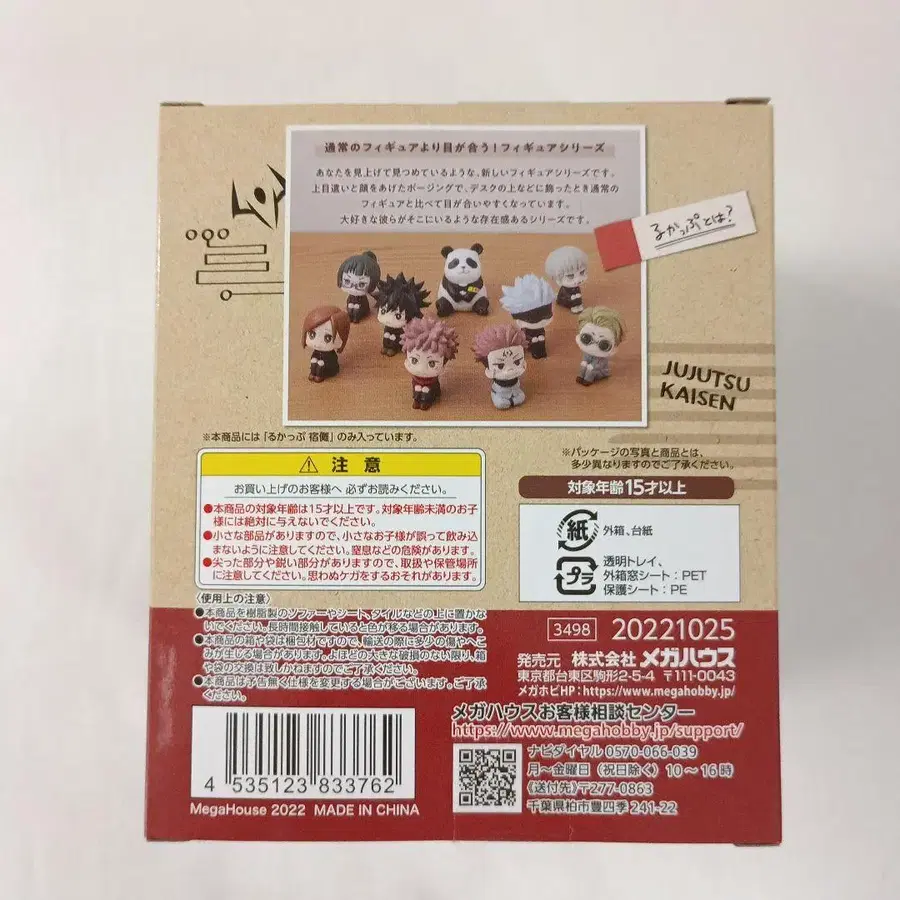 通常のフィギュアより目が合う！フィギュアシリーズ
あなたを見上げて見つめているような、新しいフィギュアシリーズです。
上目遣いと顔をあげたポージングで、デスクの上などに飾ったとき通常の
フィギュアと比べて目が合いやすくなっています。
大好きな彼らがそこにいるような存在感あるシリーズです。
るかっぷとは？
JUJUTSU
KAISEN
※本商品には「るかっぷ 宿儺」のみ入っています。
※パッケージの写真と商品とは、
多少異なりますのでご了承ください。
注意
お買い上げのお客様へ 必ずお読みください。
●本商品の対象年齢は15才以上です。対象年齢未満のお子
様には絶対に与えないでください。
●小さな部品がありますので、小さなお子様が誤って飲み込
まないように注意してください。窒息などの危険があります。
●尖った部分や鋭い部分がありますので、取扱や保管場所
に注意してください。思わぬケガをするおそれがあります。
対象年齢15才以上
紙
外箱、台紙
プラ
透明トレイ、
外箱窓シート：PET
保護シート：PE
〈使用上の注意〉
●本商品を樹脂製のソファーやシート、タイルなどの上に置かな
いでください。長時間接触していると色が移る場合があります。
●本商品の箱や袋は梱包材ですので、輸送の際に多少の傷やへこ
みが生じる場合があります。よほどの大きな破損のない限り、箱
や袋の交換は致しかねますのでご了承ください。
●本商品は予告無く仕様を変更する場合がございます。ご了承くだ
さい。
3498 20221025
発売元 株式会社 メガハウス
東京都台東区駒形2-5-4 〒111-0043
メガホビHP：https://www.megahobby.jp/
メガハウスお客様相談センター
https://www.megahobby.jp/support/
ナビダイヤル 0570-066-039
月～金曜日（祝日除く）10～16時
〈送付先〉〒277-0863
千葉県柏市豊四季241-22
4 535123 833762
MegaHouse 2022 MADE IN CHINA